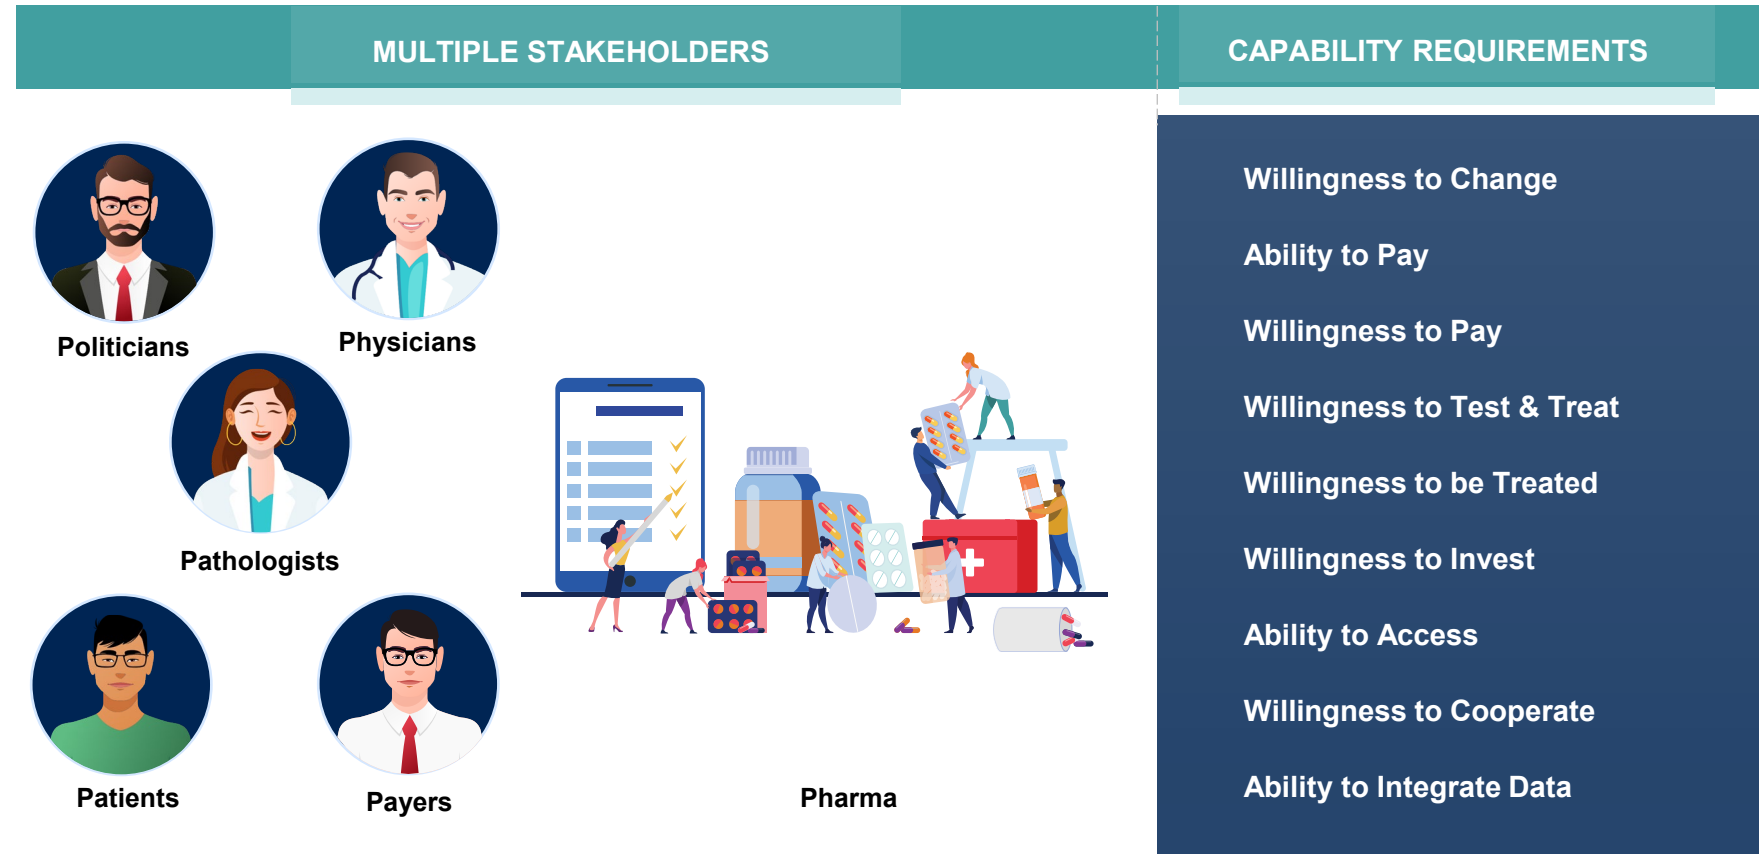 MULTIPLE STAKEHOLDERS
CAPABILITY REQUIREMENTS
Politicians
Physicians
Pathologists
Patients
Payers
Pharma
Willingness to Change
Ability to Pay
Willingness to Pay
Willingness to Test & Treat
Willingness to be Treated
Willingness to Invest
Ability to Access
Willingness to Cooperate
Ability to Integrate Data